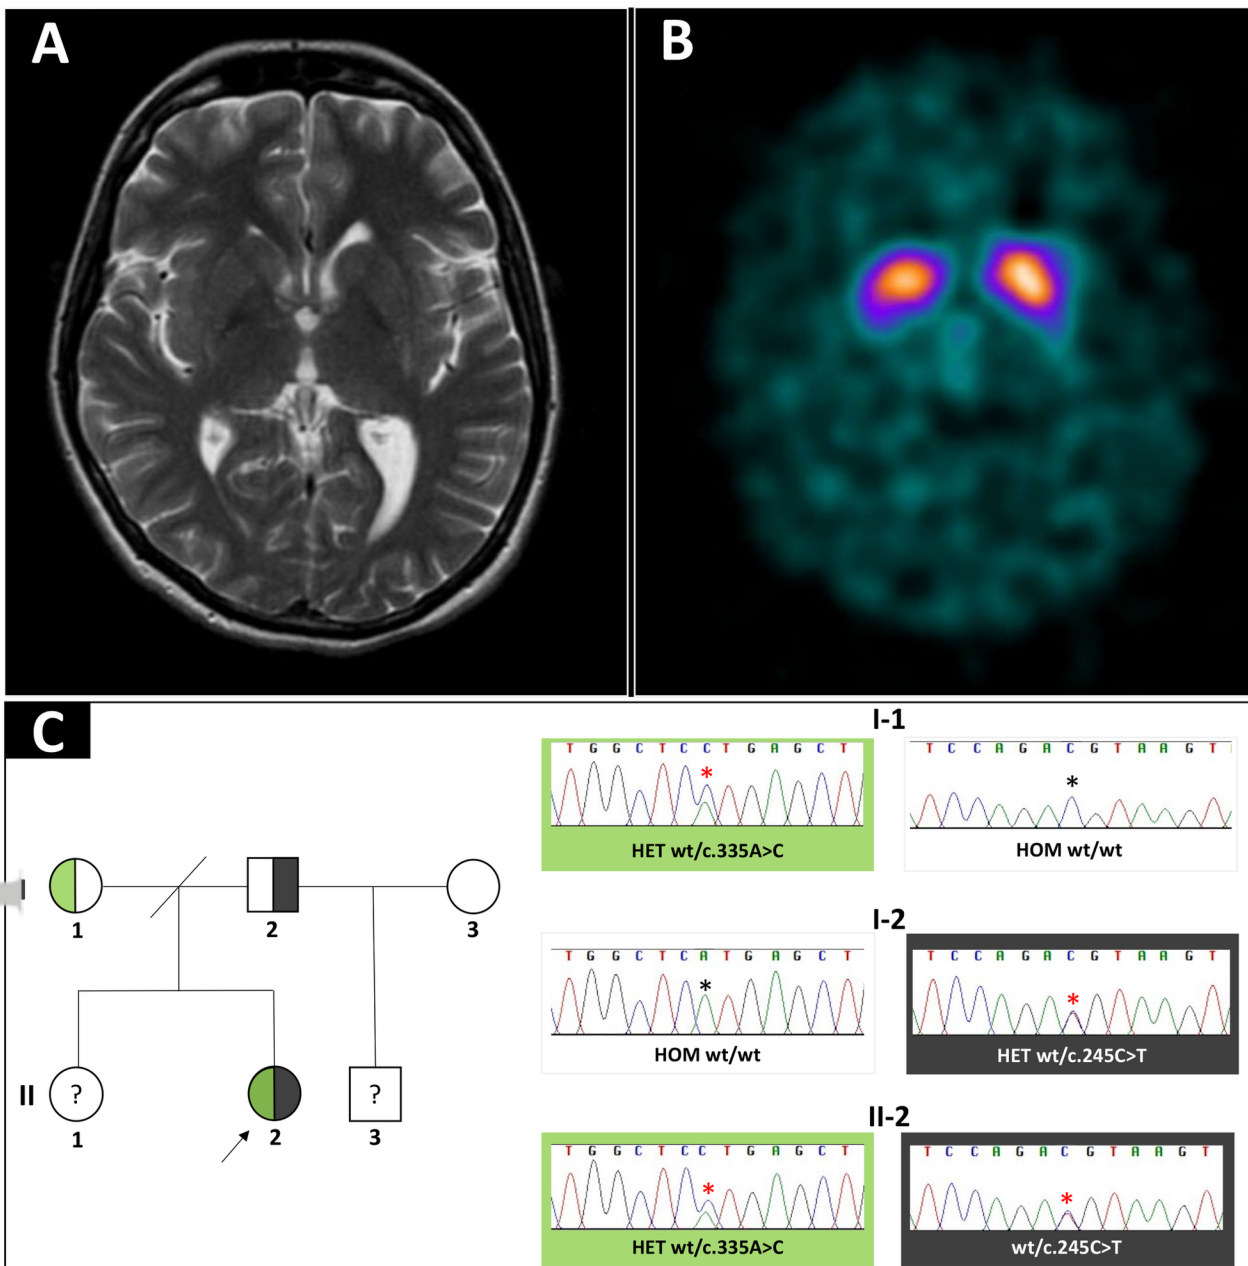 A
B
C
I-1
T G G C T C C T G A G C T
*
HET wt/c.335A>C
T C C A G A C G T A A G T
*
HOM wt/wt
1
2
3
I-2
T G G C T C A T G A G C T
*
HOM wt/wt
T C C A G A C G T A A G T
*
HET wt/c.245C>T
II
?
1
2
?
3
II-2
T G G C T C C T G A G C T
*
HET wt/c.335A>C
T C C A G A C G T A A G T
*
wt/c.245C>T